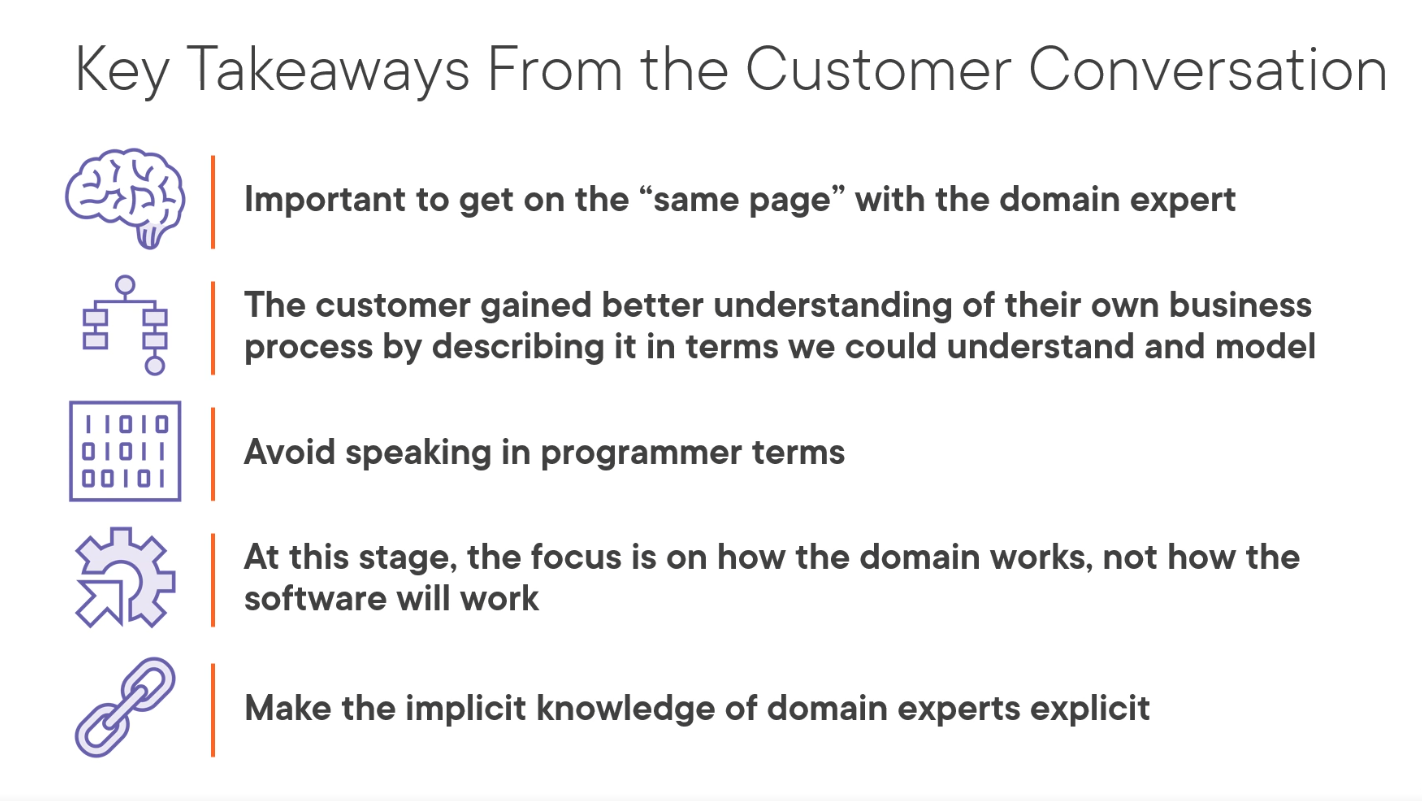 Key Takeaways From the Customer Conversation
Important to get on the “same page” with the domain expert
The customer gained better understanding of their own business
process by describing it in terms we could understand and model
11010
01011
00101
Avoid speaking in programmer terms
At this stage, the focus is on how the domain works, not how the
software will work
Make the implicit knowledge of domain experts explicit